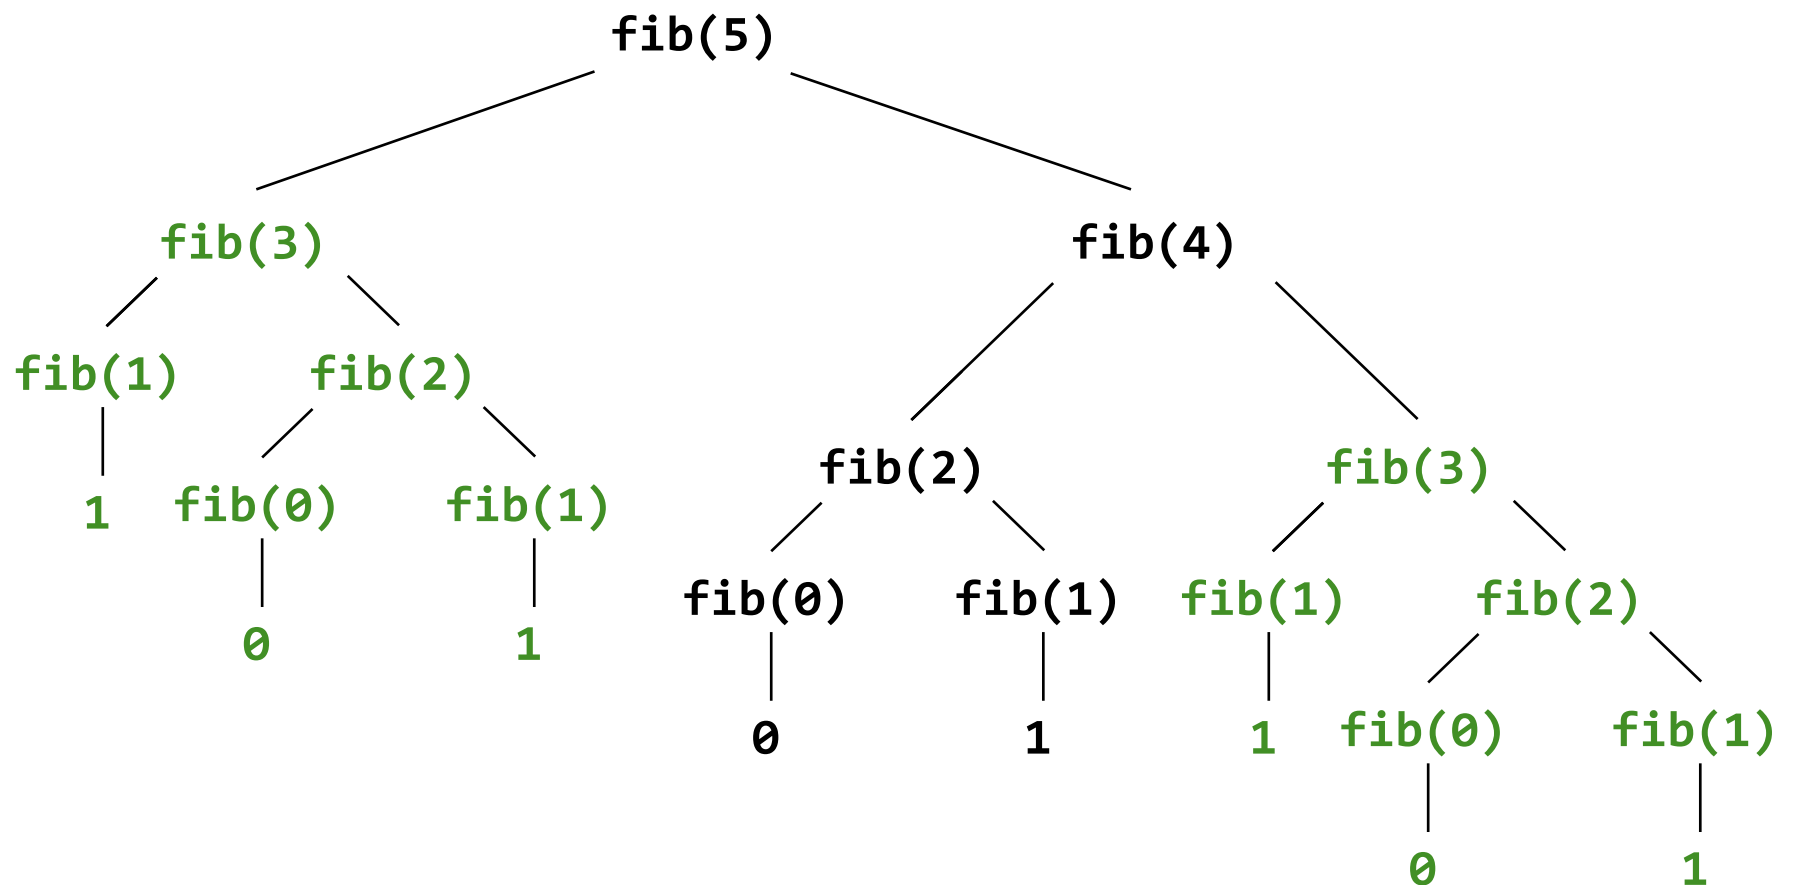 fib(5)
fib(3) fib(4)
fib(1) fib(2)
fib(2) fib(3)
1 fib(0) fib(1)
fib(0) fib(1) fib(1) fib(2)
0 1
0 1 1 fib(0) fib(1)
0 1